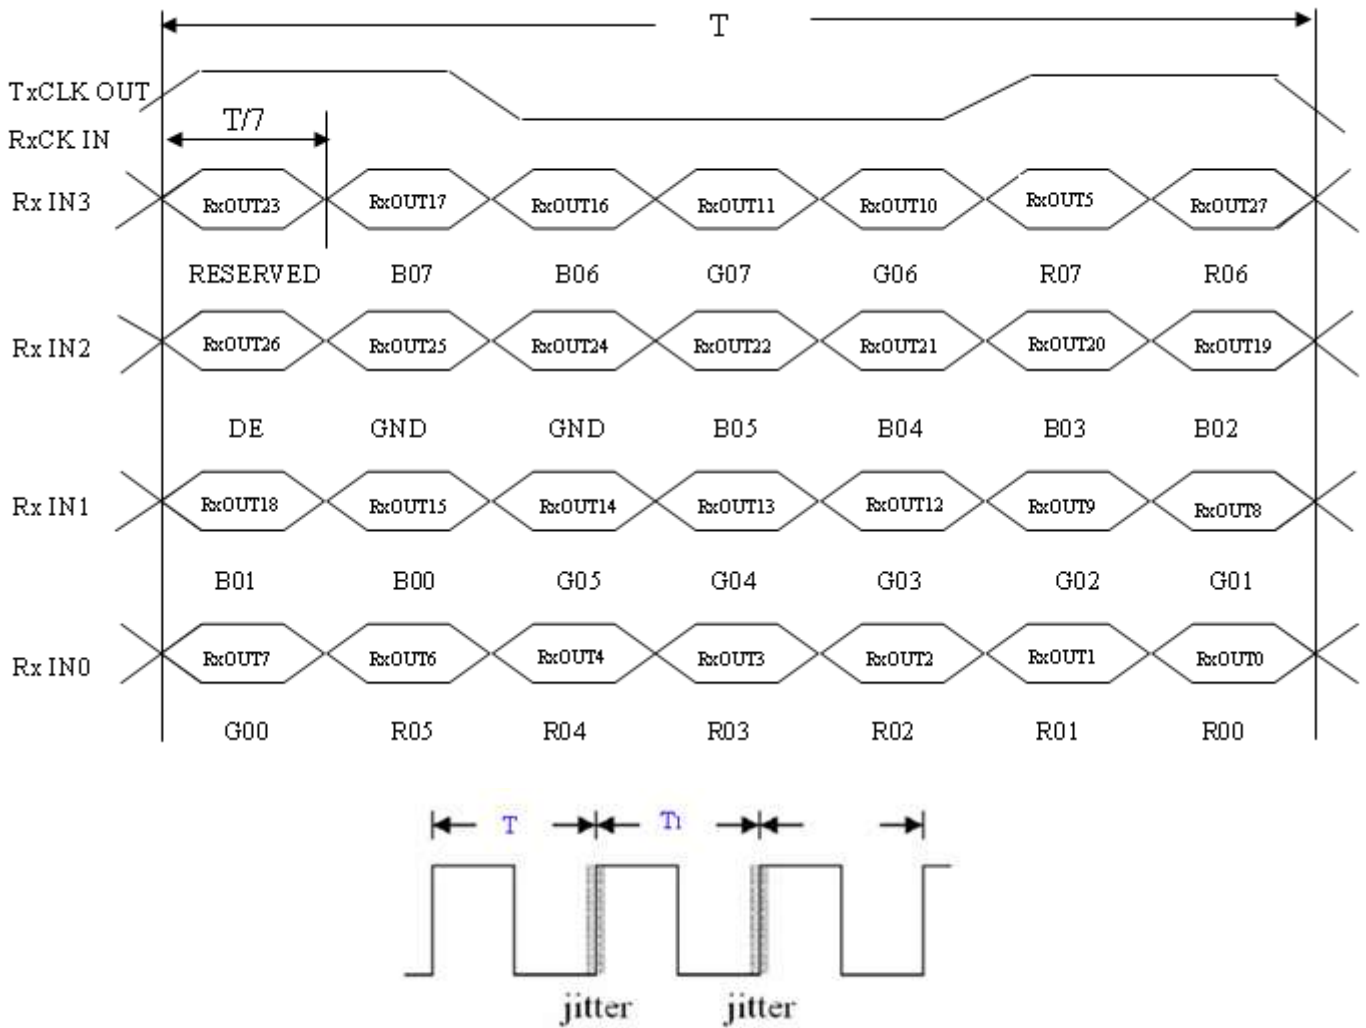 T
TxCLK OUT
T/7
RxCK IN
Rx IN3 RxOUT23 RxOUT17 RxOUT16 RxOUT11 RxOUT10 RxOUT5 RxOUT27
RESERVED B07 B06 G07 G06 R07 R06
Rx IN2 RxOUT26 RxOUT25 RxOUT24 RxOUT22 RxOUT21 RxOUT20 RxOUT19
DE GND GND B05 B04 B03 B02
Rx IN1 RxOUT18 RxOUT15 RxOUT14 RxOUT13 RxOUT12 RxOUT9 RxOUT8
B01 B00 G05 G04 G03 G02 G01
Rx IN0 RxOUT7 RxOUT6 RxOUT4 RxOUT3 RxOUT2 RxOUT1 RxOUT0
G00 R05 R04 R03 R02 R01 R00
T T1
jitter jitter